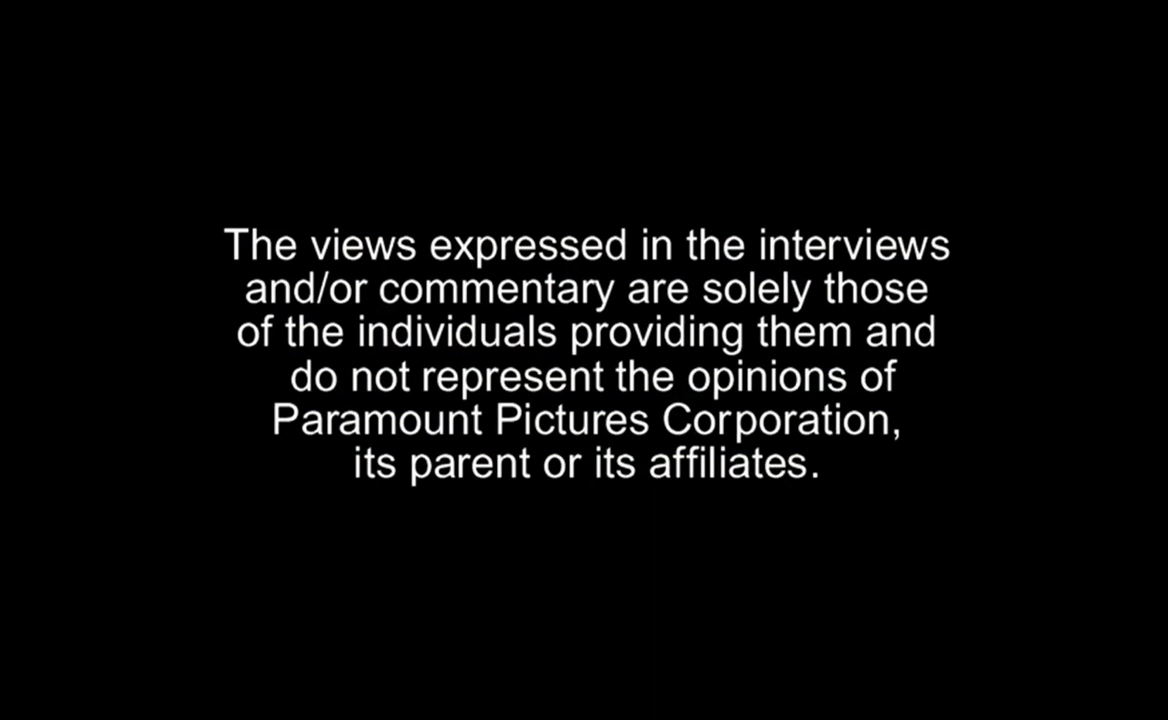 The views expressed in the interviews
and/or commentary are solely those
of the individuals providing them and
do not represent the opinions of
Paramount Pictures Corporation,
its parent or its affiliates.